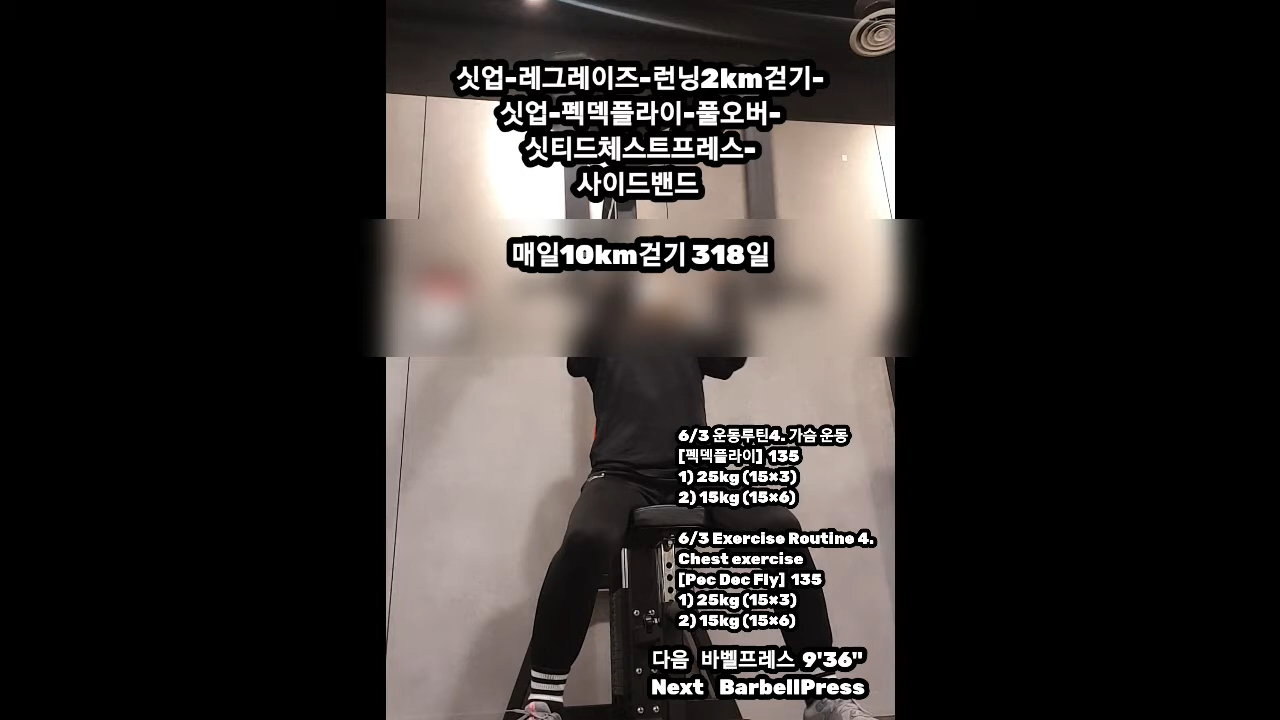 싯업-레그레이즈-런닝2km걷기-
싯업-펙덱플라이-풀오버-
싯티드체스트프레스-
사이드밴드
매일10km걷기 318일
6/3 운동루틴4. 가슴 운동
[펙덱플라이] 135
1) 25kg (15×3)
2) 15kg (15×6)
6/3 Exercise Routine 4.
Chest exercise
[Pec Dec Fly] 135
1) 25kg (15×3)
2) 15kg (15×6)
다음 바벨프레스 9'36"
Next BarbellPress